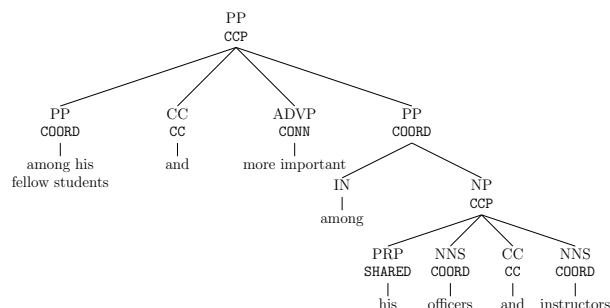 PP
CCP
PP CC ADVP PP
COORD CC CONN COORD
among his and more important
fellow students
IN NP
CCP
among
PRP NNS CC NNS
SHARED COORD CC COORD
his officers and instructors